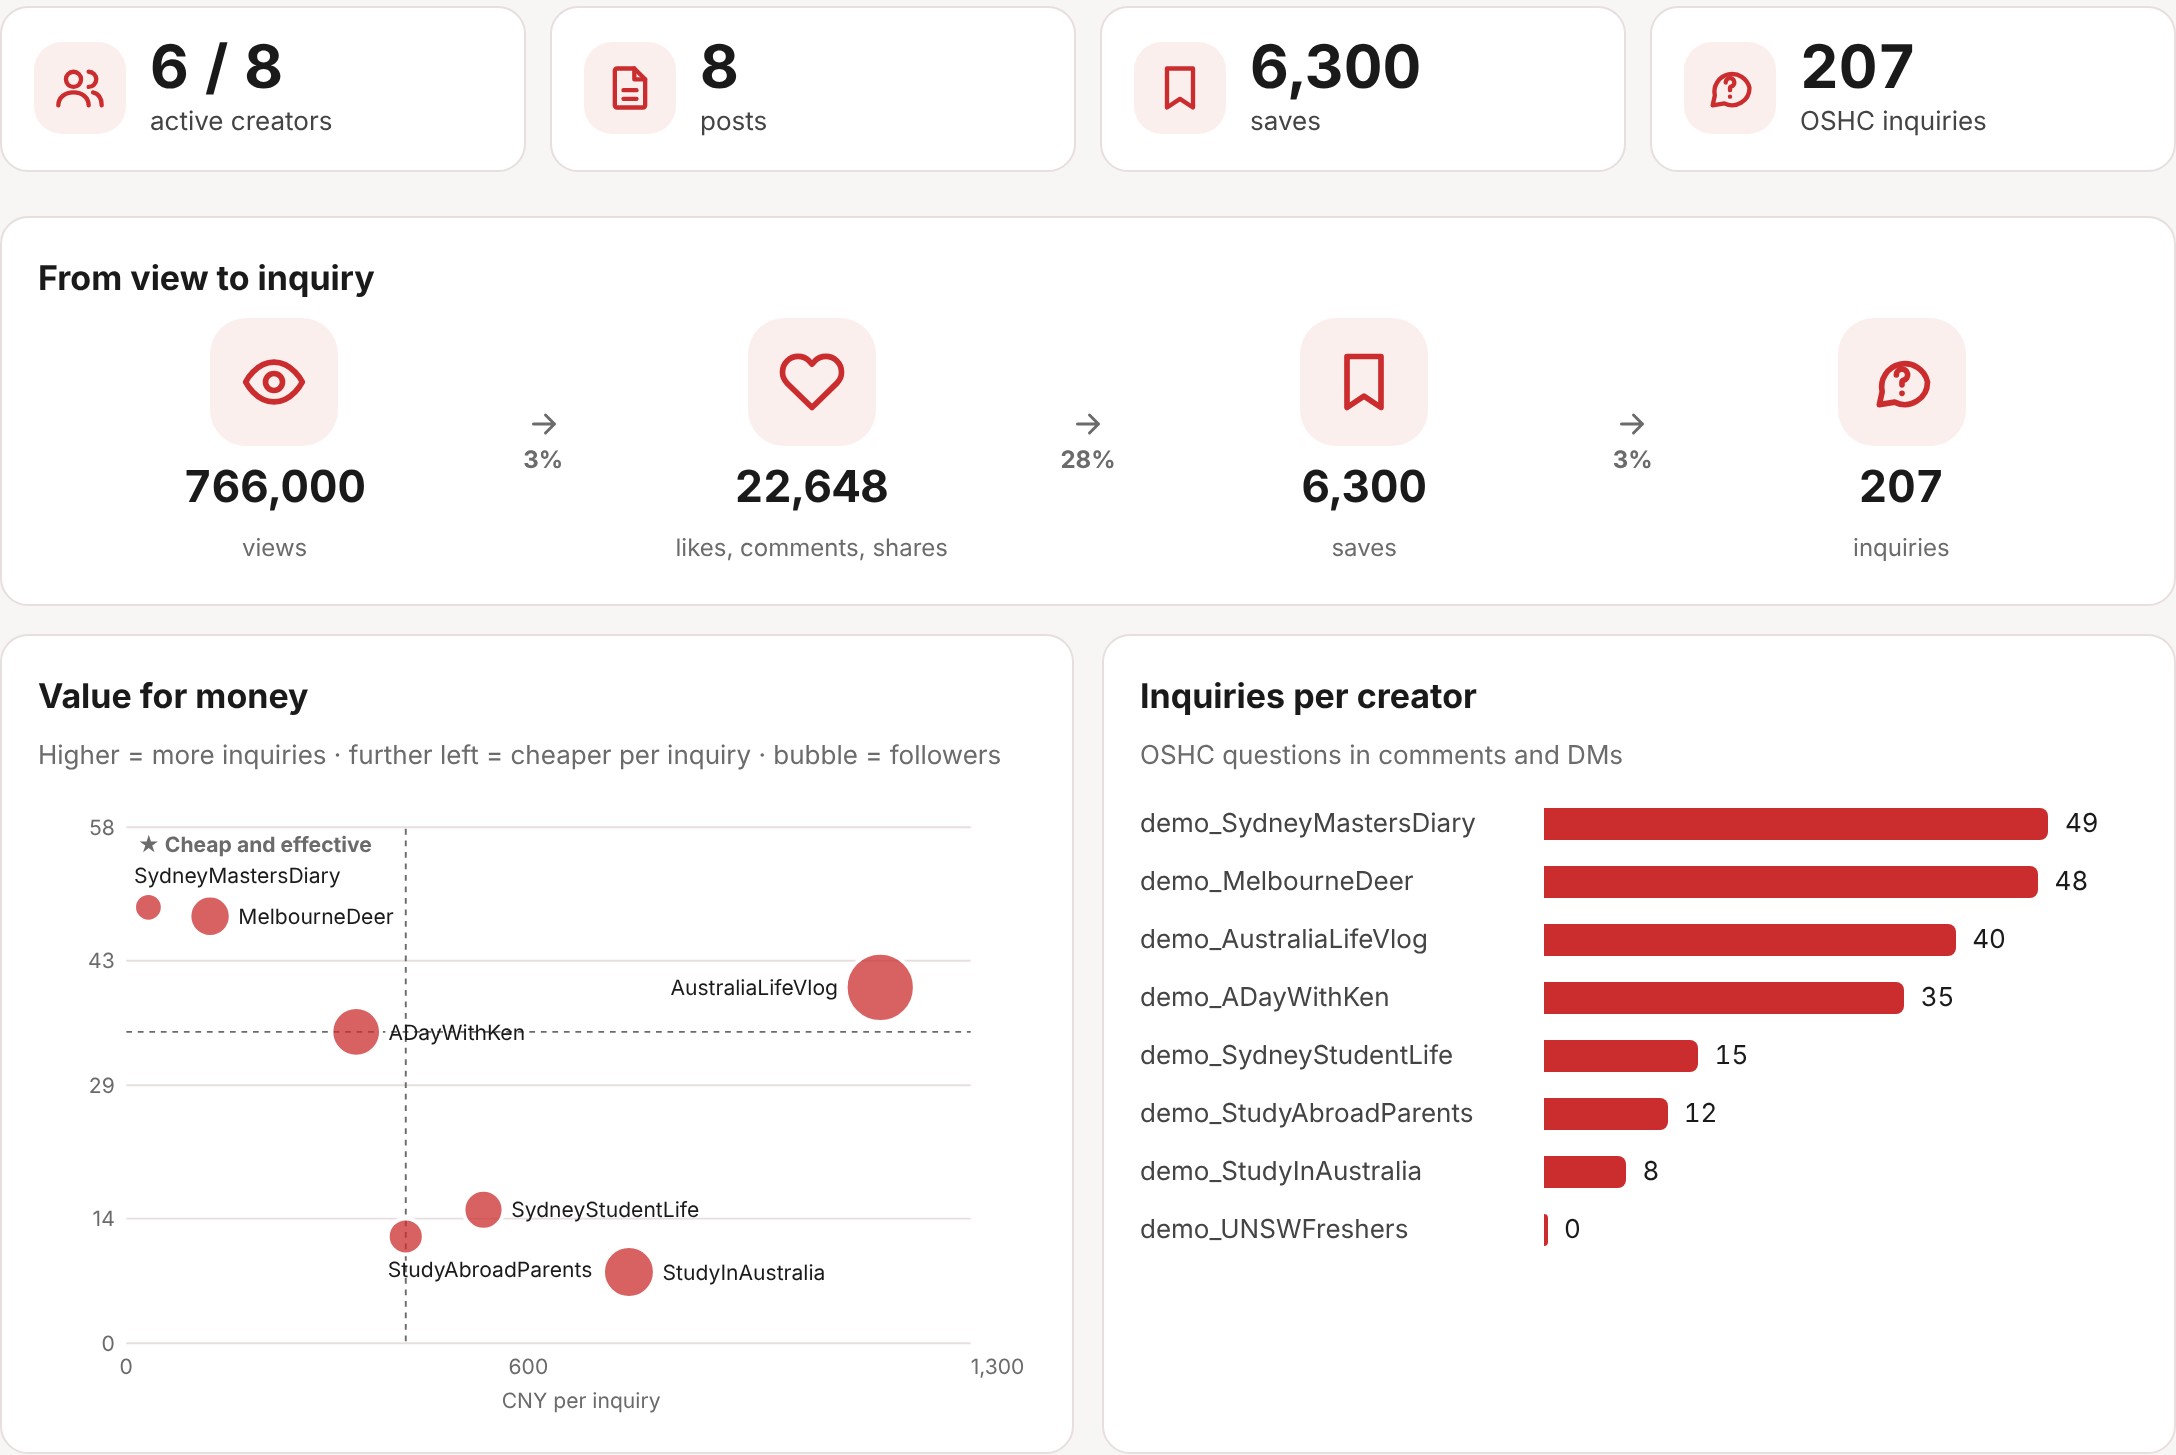 6 / 8
active creators
8
posts
6,300
saves
207
OSHC inquiries
From view to inquiry
766,000
views
→
3%
22,648
likes, comments, shares
→
28%
6,300
saves
→
3%
207
inquiries
Value for money
Higher = more inquiries · further left = cheaper per inquiry · bubble = followers
58
★ Cheap and effective
SydneyMastersDiary
MelbourneDeer
43
AustraliaLifeVlog
ADayWithKen
29
SydneyStudentLife
14
StudyAbroadParents
StudyInAustralia
0
0
600
1,300
CNY per inquiry
Inquiries per creator
OSHC questions in comments and DMs
demo_SydneyMastersDiary 49
demo_MelbourneDeer 48
demo_AustraliaLifeVlog 40
demo_ADayWithKen 35
demo_SydneyStudentLife 15
demo_StudyAbroadParents 12
demo_StudyInAustralia 8
demo_UNSWFreshers 0